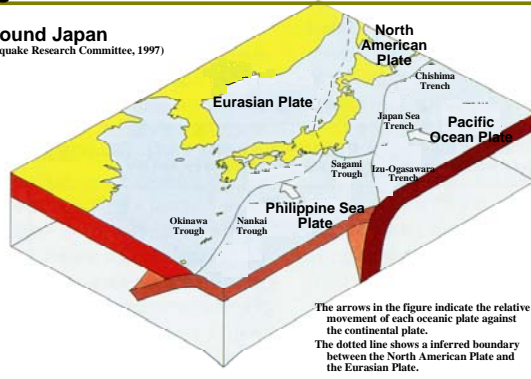 ound Japan
quake Research Committee, 1997)
North
American
Plate
Chishima
Trench
Eurasian Plate
Japan Sea
Trench
Pacific
Ocean Plate
Sagami
Trough
Izu-Ogasawara
Trench
Philippine Sea
Plate
Okinawa
Trough
Nankai
Trough
The arrows in the figure indicate the relative
movement of each oceanic plate against
the continental plate.
The dotted line shows a inferred boundary
between the North American Plate and
the Eurasian Plate.